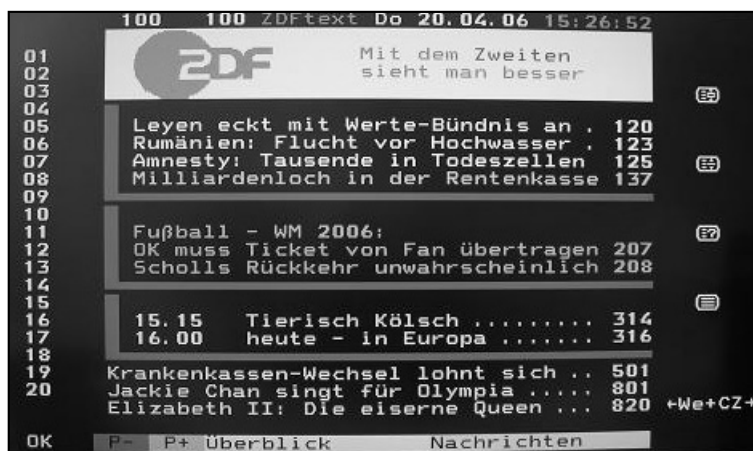 100 100 ZDFtext Do 20.04.06 15:26:52
01
02
03
04
05
06
07
08
09
10
11
12
13
14
15
16
17
18
19
20
ZDF
Mit dem Zweiten
sieht man besser
Leyen eckt mit Werte-Bündnis an . 120
Rumänien: Flucht vor Hochwasser . 123
Amnesty: Tausende in Todeszellen 125
Milliardenloch in der Rentenkasse 137
Fußball - WM 2006:
OK muss Ticket von Fan übertragen 207
Scholls Rückkehr unwahrscheinlich 208
15.15 Tierisch Kölsch ......... 314
16.00 heute - in Europa ....... 316
Krankenkassen-Wechsel lohnt sich .. 501
Jackie Chan singt für Olympia ..... 801
Elizabeth II: Die eiserne Queen ... 820
←We+CZ→
OK P- P+ Überblick Nachrichten